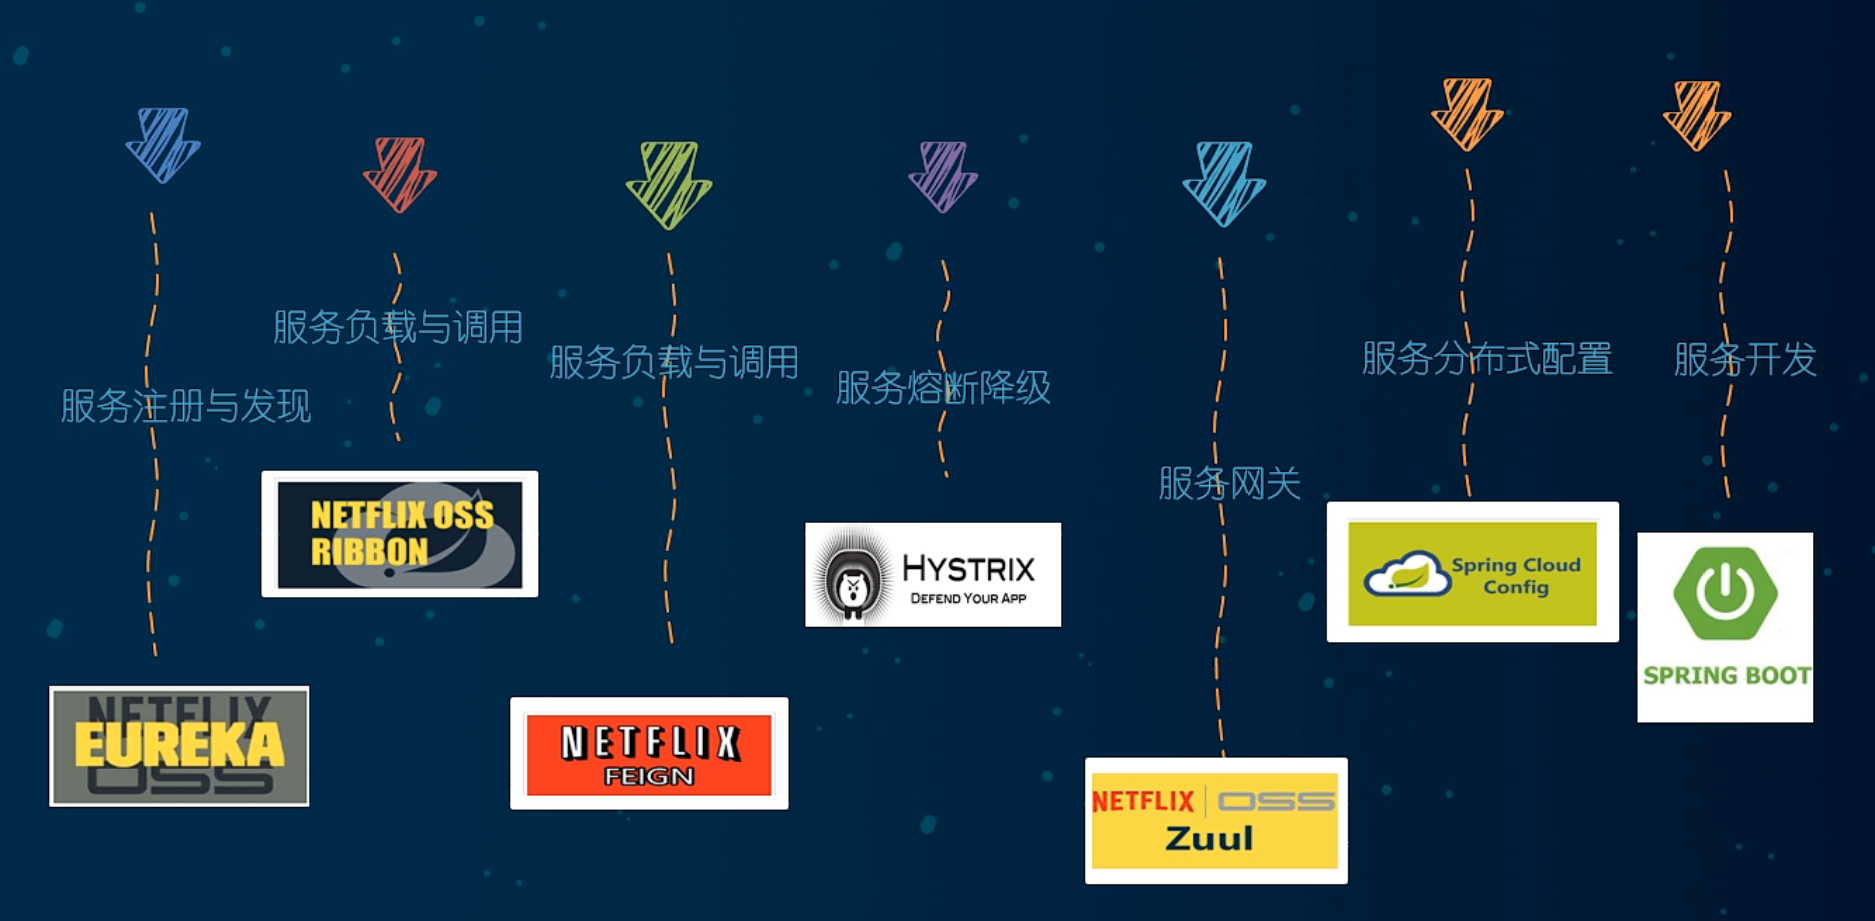 服务注册与发现
NETFLIX
EUREKA
OSS
服务负载与调用
NETFLIX OSS
RIBBON
服务负载与调用
NETFLIX
FEIGN
服务熔断降级
HYSTRIX
DEFEND YOUR APP
服务网关
NETFLIX | OSS
Zuul
服务分布式配置
Spring Cloud
Config
服务开发
SPRING BOOT